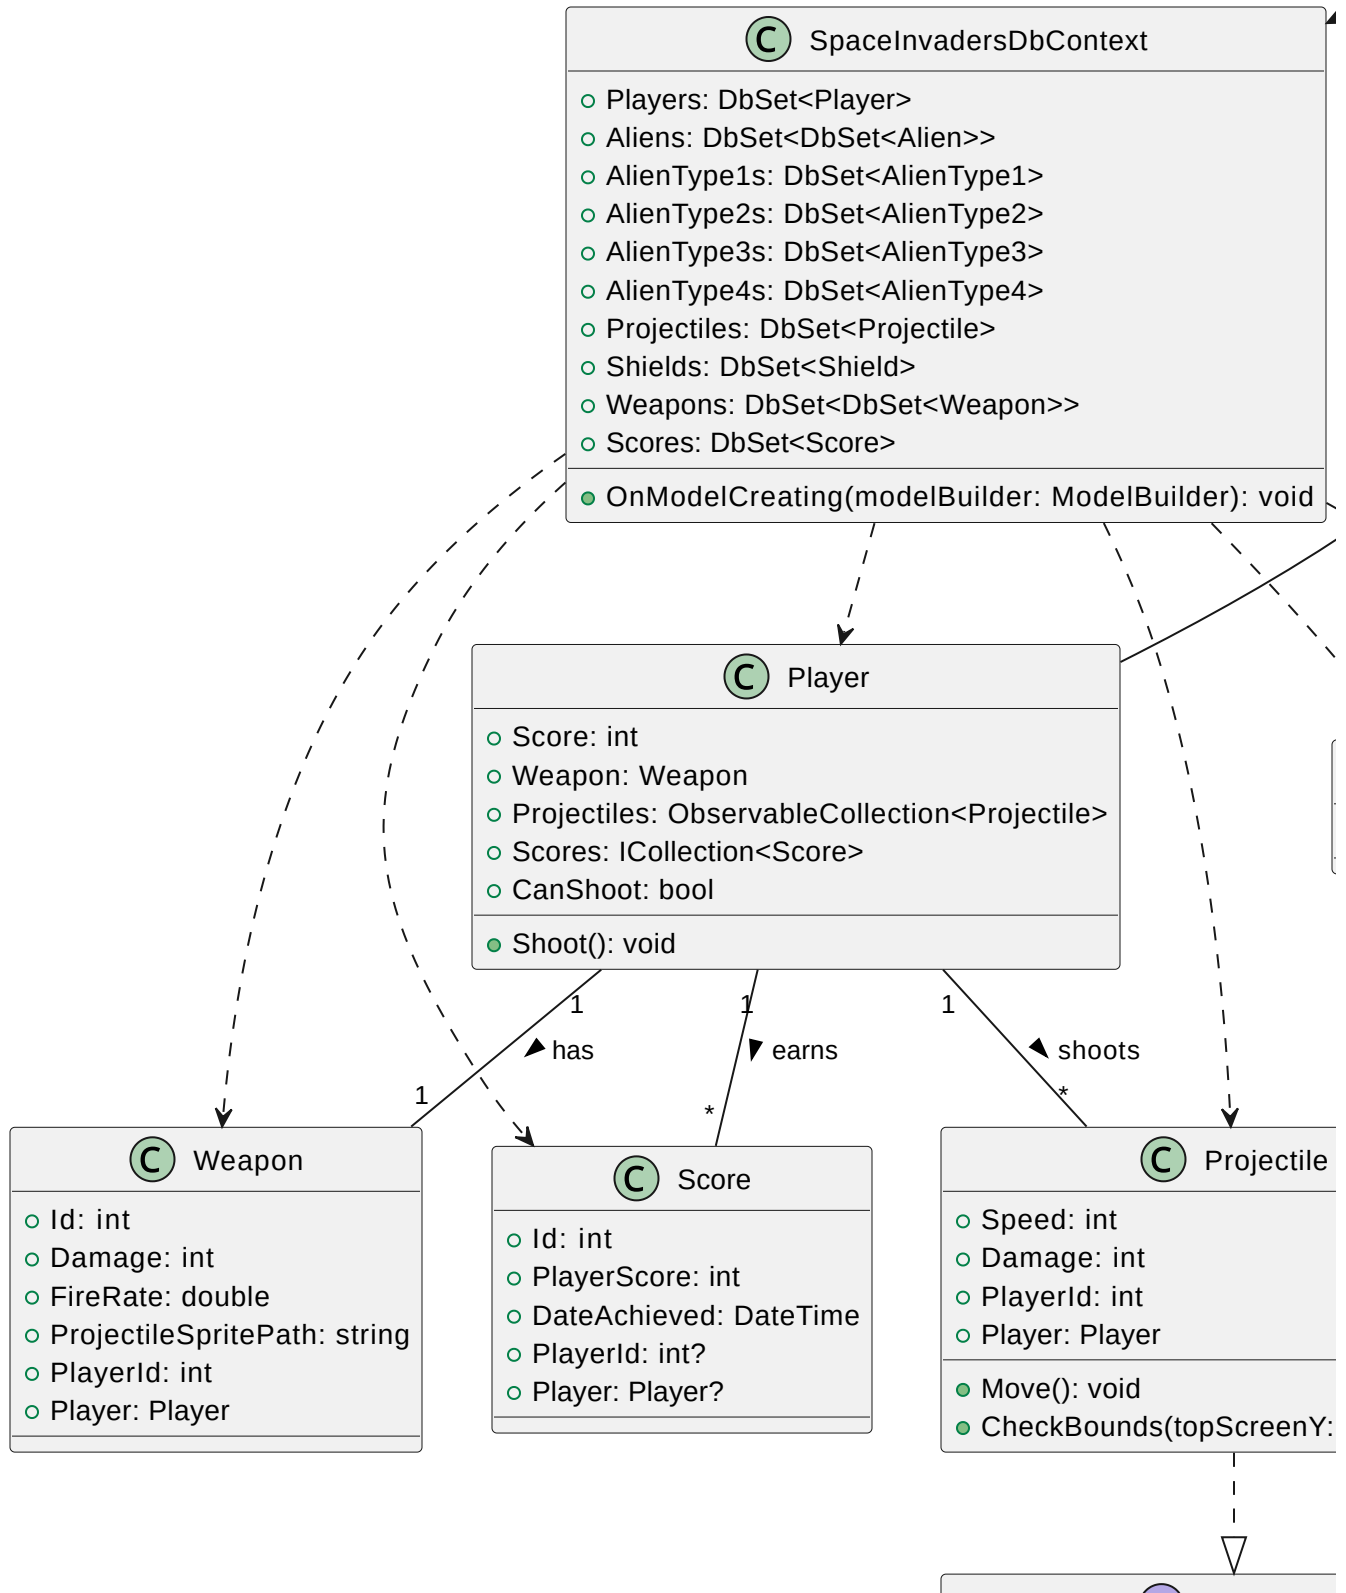 C SpaceInvadersDbContext
Players: DbSet<Player>
Aliens: DbSet<DbSet<Alien>>
AlienType1s: DbSet<AlienType1>
AlienType2s: DbSet<AlienType2>
AlienType3s: DbSet<AlienType3>
AlienType4s: DbSet<AlienType4>
Projectiles: DbSet<Projectile>
Shields: DbSet<Shield>
Weapons: DbSet<DbSet<Weapon>>
Scores: DbSet<Score>
OnModelCreating(modelBuilder: ModelBuilder): void
C Player
Score: int
Weapon: Weapon
Projectiles: ObservableCollection<Projectile>
Scores: ICollection<Score>
CanShoot: bool
Shoot(): void
1
has
1
1
earns
*
1
shoots
*
C Weapon
Id: int
Damage: int
FireRate: double
ProjectileSpritePath: string
PlayerId: int
Player: Player
C Score
Id: int
PlayerScore: int
DateAchieved: DateTime
PlayerId: int?
Player: Player?
C Projectile
Speed: int
Damage: int
PlayerId: int
Player: Player
Move(): void
CheckBounds(topScreenY: